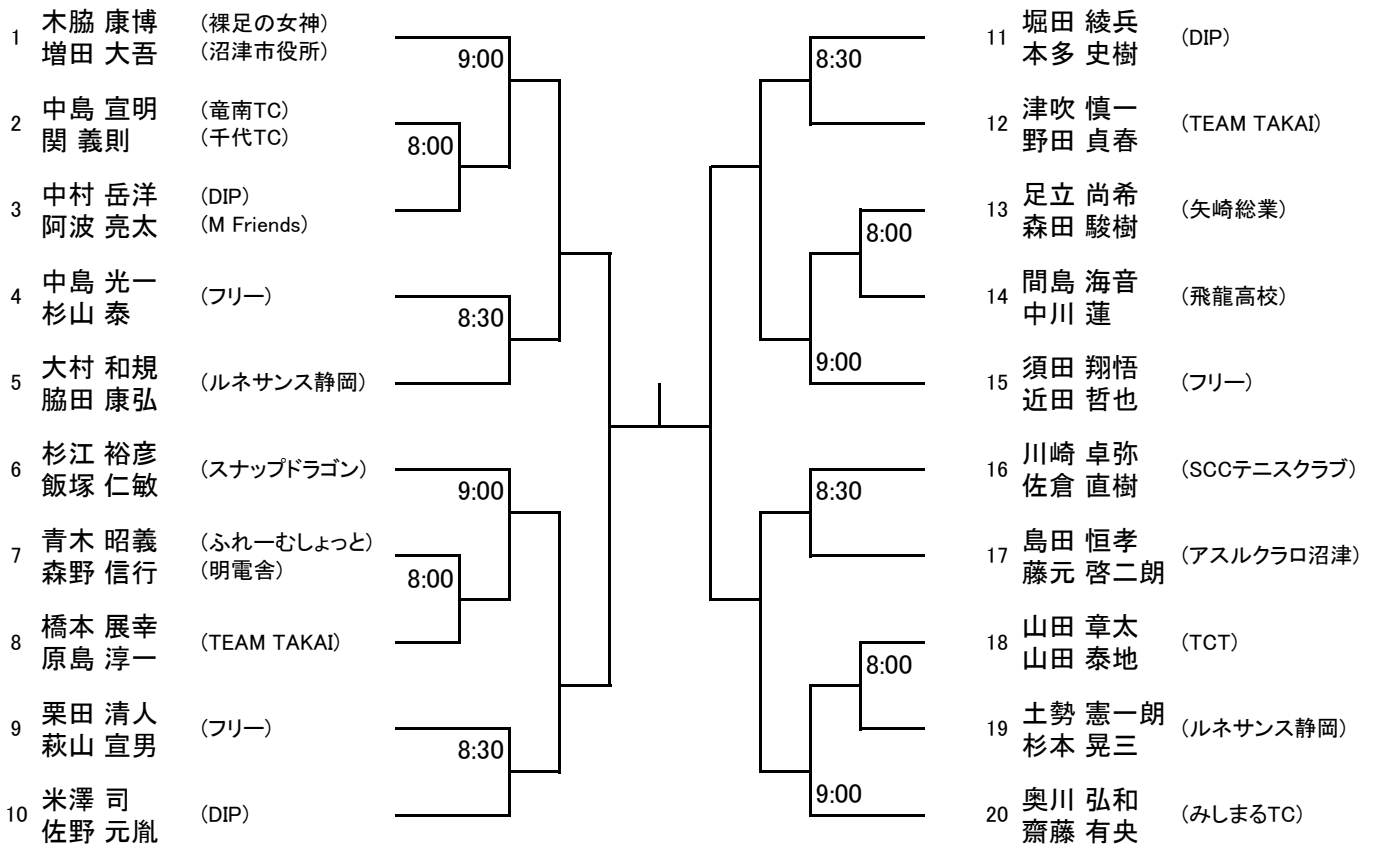 1
木脇 康博
増田 大吾
(裸足の女神)
(沼津市役所)
9:00
2
中島 宣明
関 義則
(竜南TC)
(千代TC)
8:00
3
中村 岳洋
阿波 亮太
(DIP)
(M Friends)
4
中島 光一
杉山 泰
(フリー)
8:30
5
大村 和規
脇田 康弘
(ルネサンス静岡)
6
杉江 裕彦
飯塚 仁敏
(スナップドラゴン)
9:00
7
青木 昭義
森野 信行
(ふれーむしょっと)
(明電舎)
8:00
8
橋本 展幸
原島 淳一
(TEAM TAKAI)
9
栗田 清人
萩山 宣男
(フリー)
8:30
10
米澤 司
佐野 元胤
(DIP)
8:30
11
堀田 綾兵
本多 史樹
(DIP)
12
津吹 慎一
野田 貞春
(TEAM TAKAI)
13
足立 尚希
森田 駿樹
(矢崎総業)
8:00
14
間島 海音
中川 蓮
(飛龍高校)
9:00
15
須田 翔悟
近田 哲也
(フリー)
16
川崎 卓弥
佐倉 直樹
(SCCテニスクラブ)
8:30
17
島田 恒孝
藤元 啓二朗
(アスルクラロ沼津)
18
山田 章太
山田 泰地
(TCT)
8:00
19
土勢 憲一朗
杉本 晃三
(ルネサンス静岡)
9:00
20
奥川 弘和
齋藤 有央
(みしまるTC)